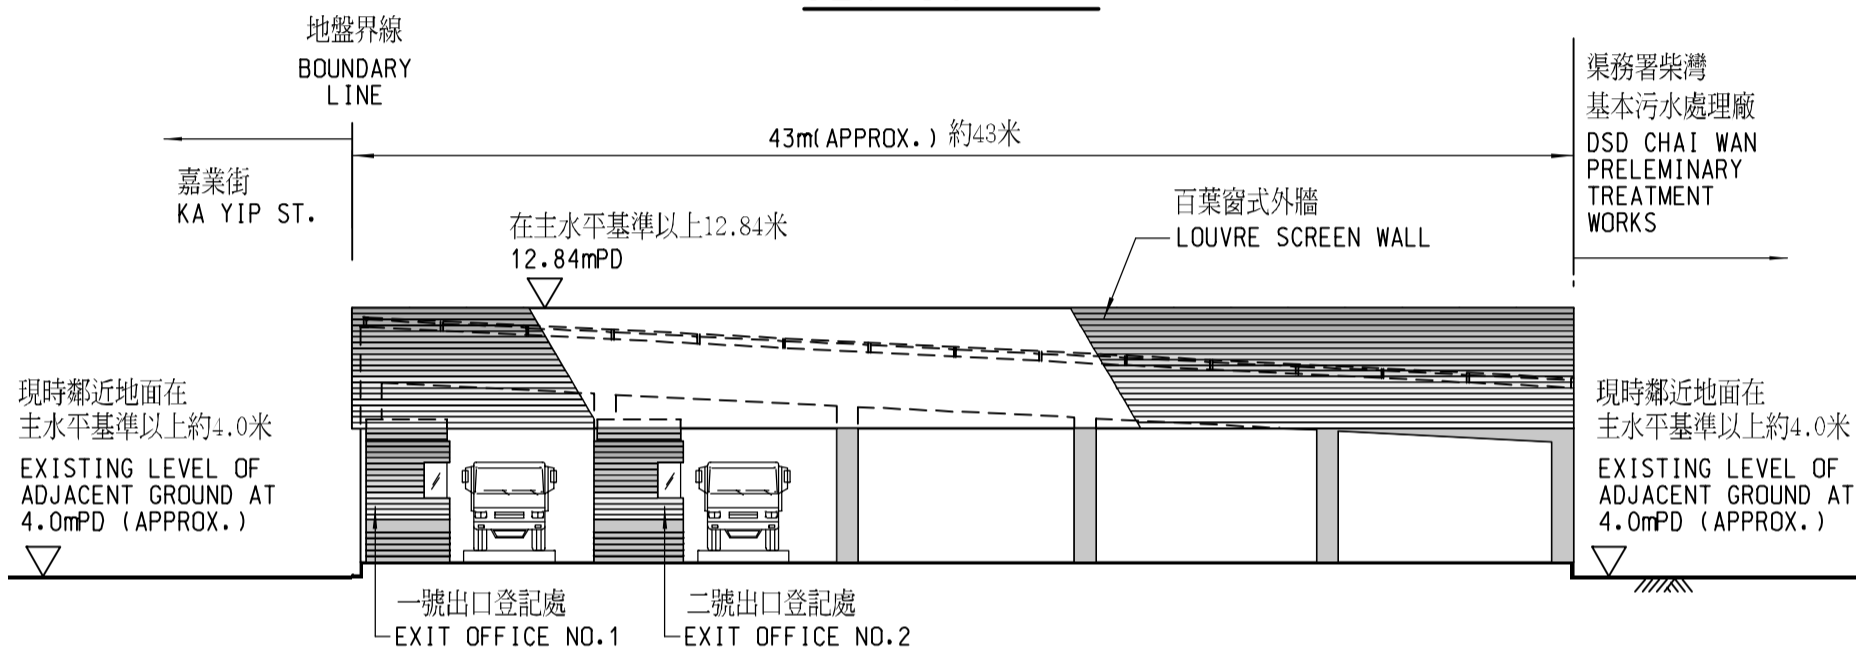 地盤界線
BOUNDARY
LINE
嘉業街
KA YIP ST.
43m(APPROX.) 約43米
渠務署柴灣
基本污水處理廠
DSD CHAI WAN
PRELEMINARY
TREATMENT
WORKS
在主水平基準以上12.84米
12.84mPD
百葉窗式外牆
LOUVRE SCREEN WALL
現時鄰近地面在
主水平基準以上約4.0米
EXISTING LEVEL OF
ADJACENT GROUND AT
4.0mPD (APPROX.)
現時鄰近地面在
主水平基準以上約4.0米
EXISTING LEVEL OF
ADJACENT GROUND AT
4.0mPD (APPROX.)
一號出口登記處
EXIT OFFICE NO.1
二號出口登記處
EXIT OFFICE NO.2